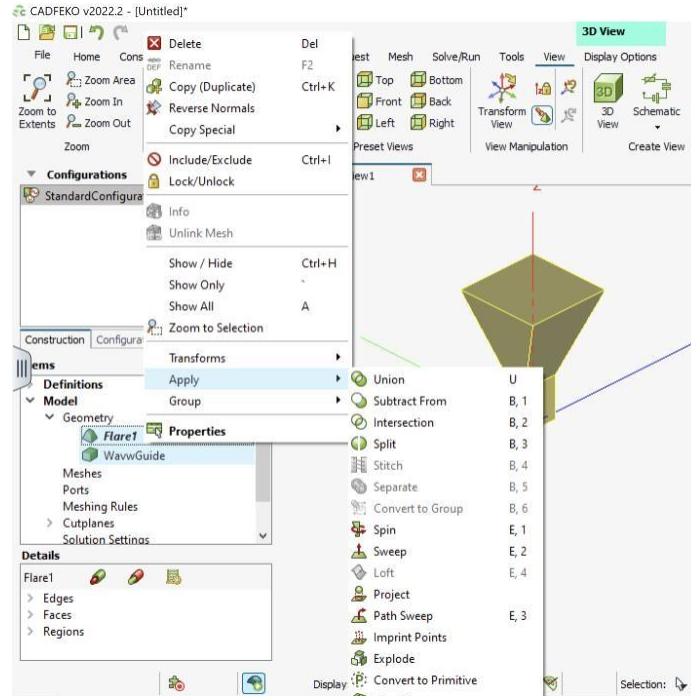 CADFEKO v2022.2 - [Untitled]*
3D View
File Home Cons
Mesh Solve/Run Tools View Display Options
Zoom to Extents
Zoom Area
Zoom In
Zoom Out
Zoom
Top Bottom
Front Back
Left Right
Preset Views
Transform View
View Manipulation
3D
3D View
Schematic
Create View
Configurations
StandardConfigura
iew1
Z
Delete Del
DEF Rename F2
Copy (Duplicate) Ctrl+K
Reverse Normals
Copy Special
Include/Exclude Ctrl+I
Lock/Unlock
Info
Unlink Mesh
Show / Hide Ctrl+H
Show Only `
Show All A
Zoom to Selection
Transforms
Apply
Group
Properties
Construction Configura
ems
Definitions
Model
Geometry
Flare1
WavwGuide
Meshes
Ports
Meshing Rules
Cutplanes
Solution Settings
Details
Flare1
Edges
Faces
Regions
Union U
Subtract From B, 1
Intersection B, 2
Split B, 3
Stitch B, 4
Separate B, 5
Convert to Group B, 6
Spin E, 1
Sweep E, 2
Loft E, 4
Project
Path Sweep E, 3
Imprint Points
Explode
Convert to Primitive
Display
Selection: